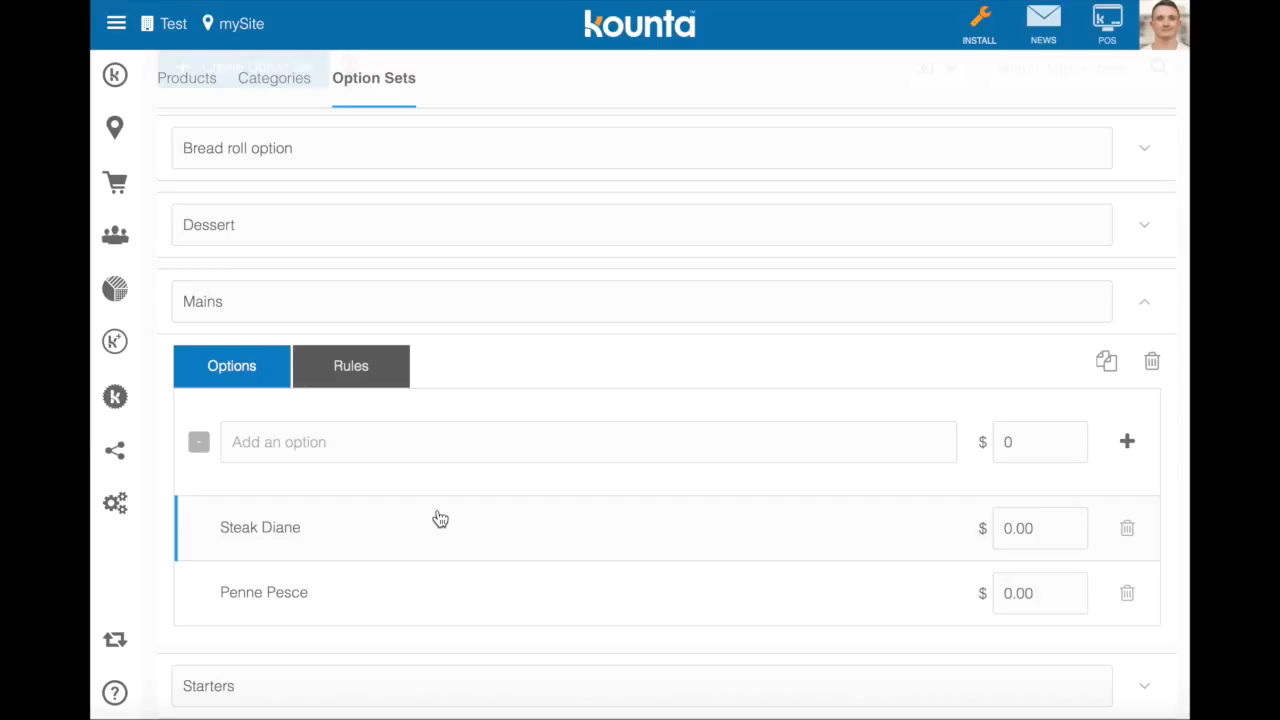 Test mySite kounta INSTALL NEWS POS
Products Categories Option Sets
Bread roll option
Dessert
Mains
Options Rules
- Add an option $ 0 +
Steak Diane $ 0.00
Penne Pesce $ 0.00
Starters